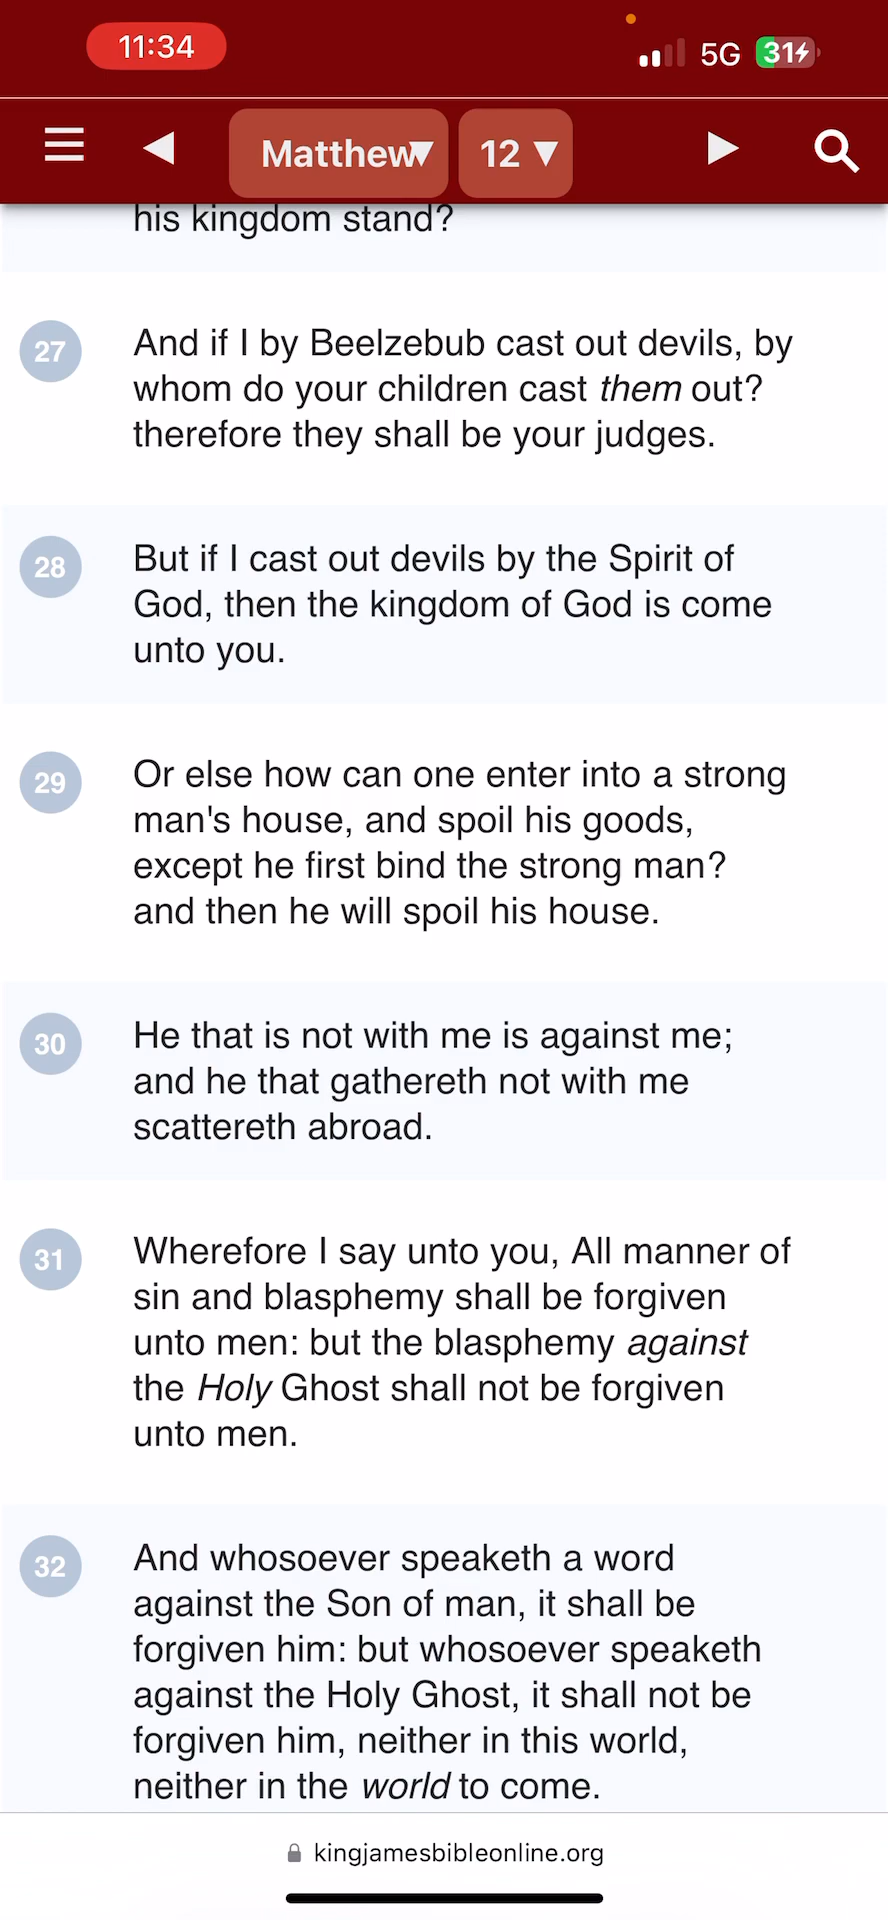 11:34
5G 31
Matthew 12
his kingdom stand?
27
And if I by Beelzebub cast out devils, by
whom do your children cast them out?
therefore they shall be your judges.
28
But if I cast out devils by the Spirit of
God, then the kingdom of God is come
unto you.
29
Or else how can one enter into a strong
man's house, and spoil his goods,
except he first bind the strong man?
and then he will spoil his house.
30
He that is not with me is against me;
and he that gathereth not with me
scattereth abroad.
31
Wherefore I say unto you, All manner of
sin and blasphemy shall be forgiven
unto men: but the blasphemy against
the Holy Ghost shall not be forgiven
unto men.
32
And whosoever speaketh a word
against the Son of man, it shall be
forgiven him: but whosoever speaketh
against the Holy Ghost, it shall not be
forgiven him, neither in this world,
neither in the world to come.
kingjamesbibleonline.org